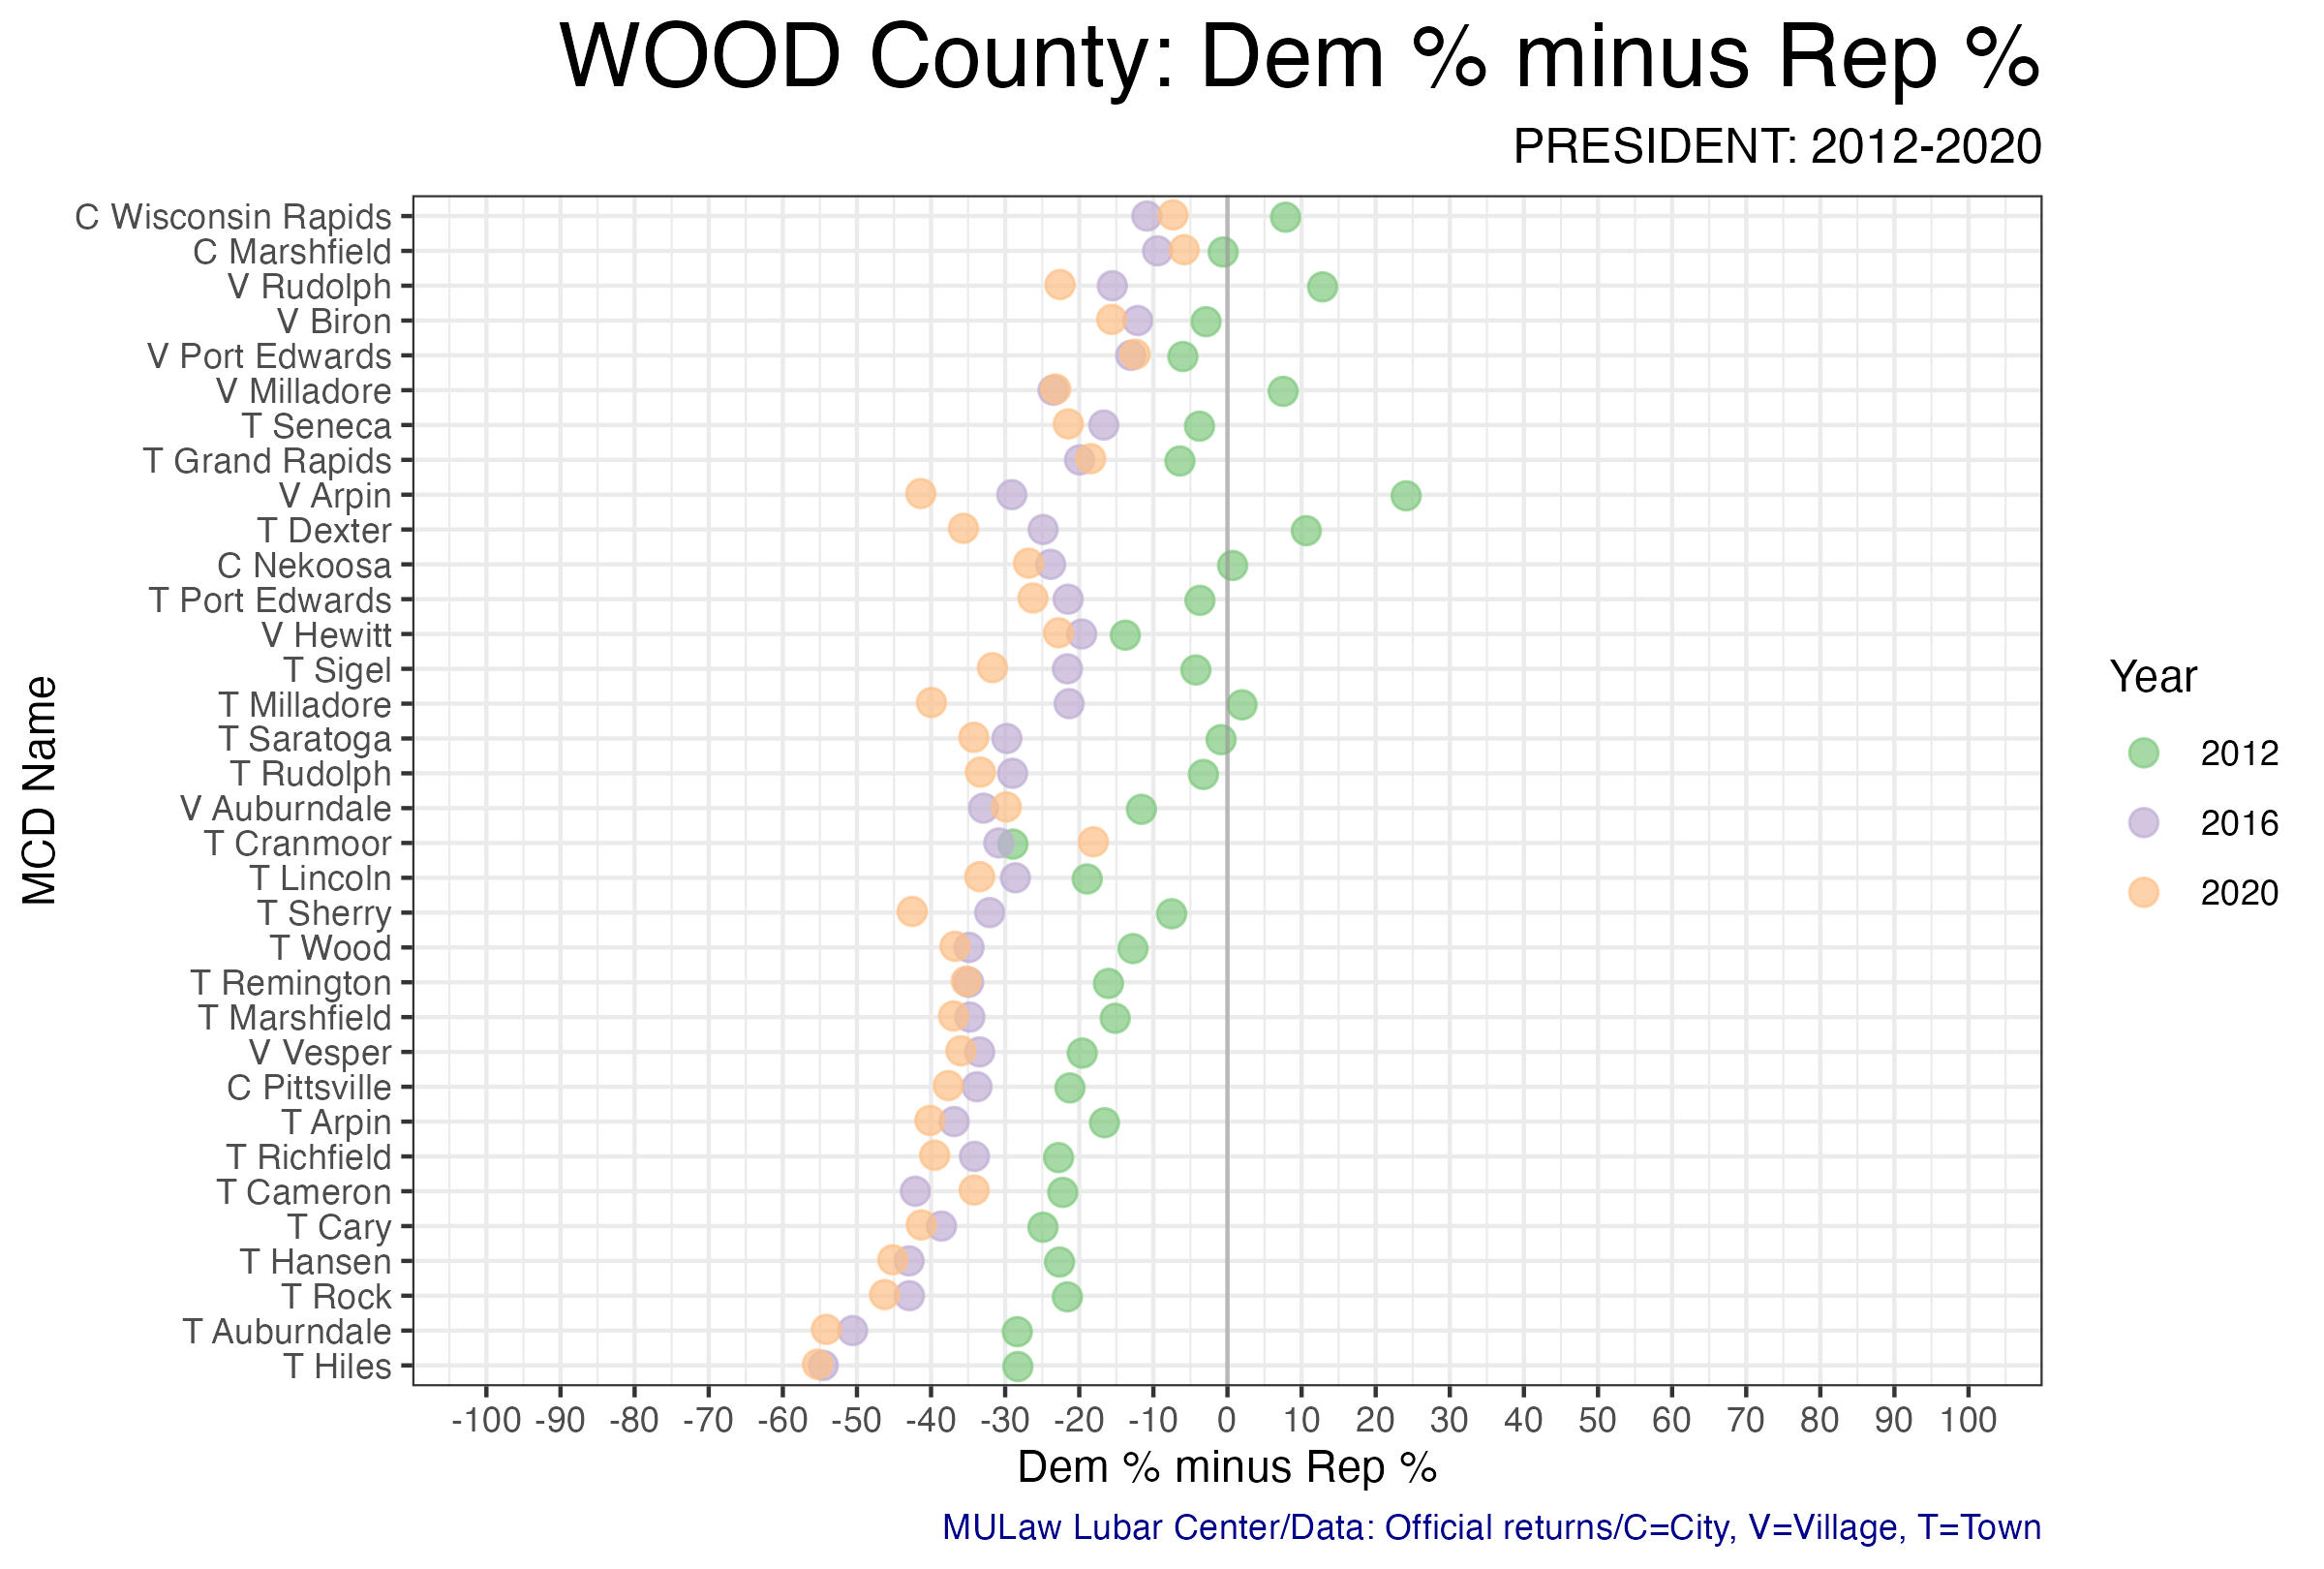 WOOD County: Dem % minus Rep %
PRESIDENT: 2012-2020
MCD Name
C Wisconsin Rapids
C Marshfield
V Rudolph
V Biron
V Port Edwards
V Milladore
T Seneca
T Grand Rapids
V Arpin
T Dexter
C Nekoosa
T Port Edwards
V Hewitt
T Sigel
T Milladore
T Saratoga
T Rudolph
V Auburndale
T Cranmoor
T Lincoln
T Sherry
T Wood
T Remington
T Marshfield
V Vesper
C Pittsville
T Arpin
T Richfield
T Cameron
T Cary
T Hansen
T Rock
T Auburndale
T Hiles
-100 -90 -80 -70 -60 -50 -40 -30 -20 -10 0 10 20 30 40 50 60 70 80 90 100
Dem % minus Rep %
Year
2012
2016
2020
MULaw Lubar Center/Data: Official returns/C=City, V=Village, T=Town